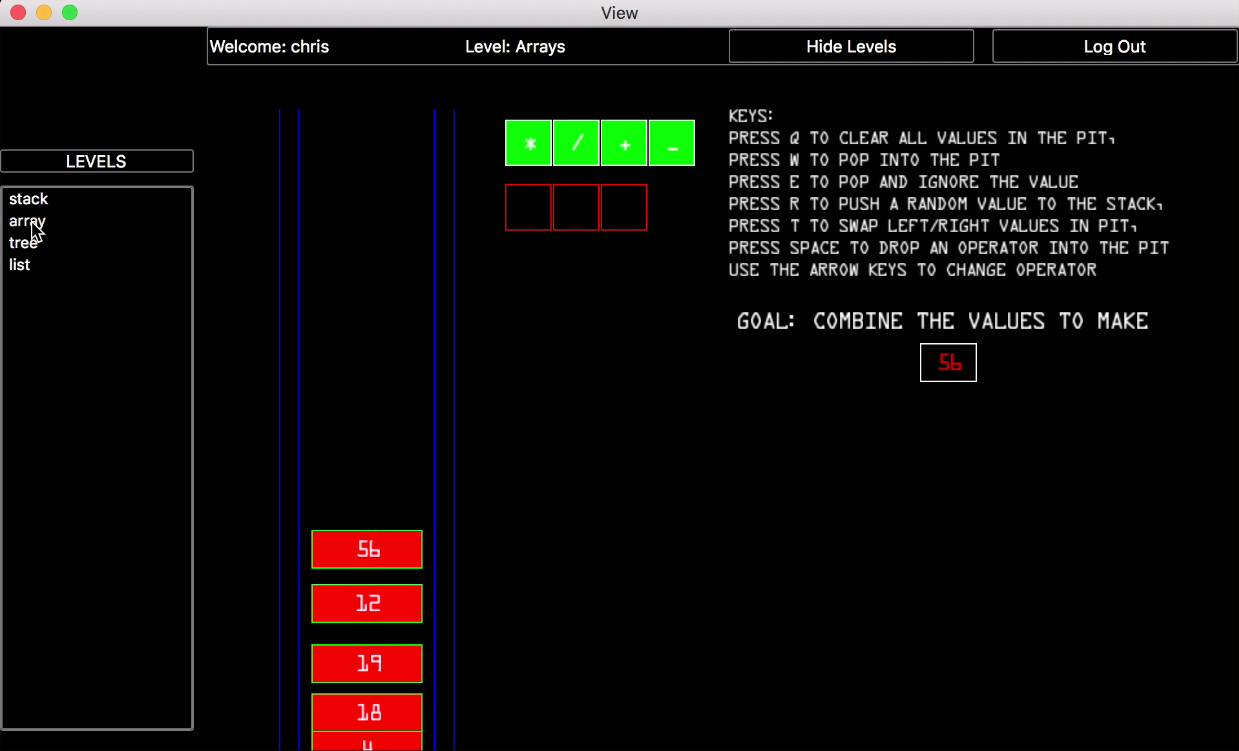 View
Welcome: chris
Level: Arrays
Hide Levels
Log Out
LEVELS
stack
array
tree
list
* / + -
KEYS:
PRESS Q TO CLEAR ALL VALUES IN THE PIT,
PRESS W TO POP INTO THE PIT
PRESS E TO POP AND IGNORE THE VALUE
PRESS R TO PUSH A RANDOM VALUE TO THE STACK,
PRESS T TO SWAP LEFT/RIGHT VALUES IN PIT,
PRESS SPACE TO DROP AN OPERATOR INTO THE PIT
USE THE ARROW KEYS TO CHANGE OPERATOR
GOAL: COMBINE THE VALUES TO MAKE
56
56
12
19
18
4